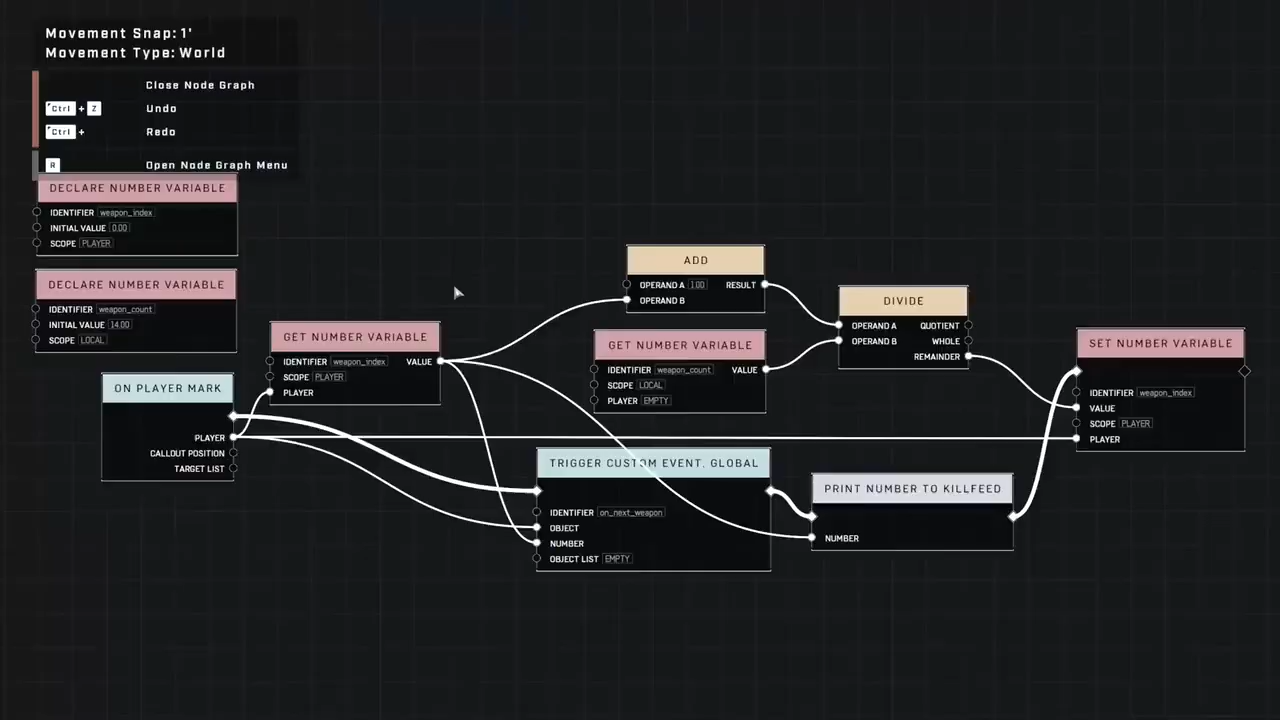 Movement Snap: 1'
Movement Type: World
Close Node Graph
Ctrl + Z Undo
Ctrl + Redo
R Open Node Graph Menu
DECLARE NUMBER VARIABLE
IDENTIFIER weapon_index
INITIAL VALUE 0.00
SCOPE PLAYER
DECLARE NUMBER VARIABLE
IDENTIFIER weapon_count
INITIAL VALUE 14.00
SCOPE LOCAL
ON PLAYER MARK
PLAYER
CALLOUT POSITION
TARGET LIST
GET NUMBER VARIABLE
IDENTIFIER weapon_index VALUE
SCOPE PLAYER
PLAYER
ADD
OPERAND A 1.00 RESULT
OPERAND B
GET NUMBER VARIABLE
IDENTIFIER weapon_count VALUE
SCOPE LOCAL
PLAYER EMPTY
DIVIDE
OPERAND A QUOTIENT
OPERAND B WHOLE
REMAINDER
TRIGGER CUSTOM EVENT, GLOBAL
IDENTIFIER on_next_weapon
OBJECT
NUMBER
OBJECT LIST EMPTY
PRINT NUMBER TO KILLFEED
NUMBER
SET NUMBER VARIABLE
IDENTIFIER weapon_index
VALUE
SCOPE PLAYER
PLAYER